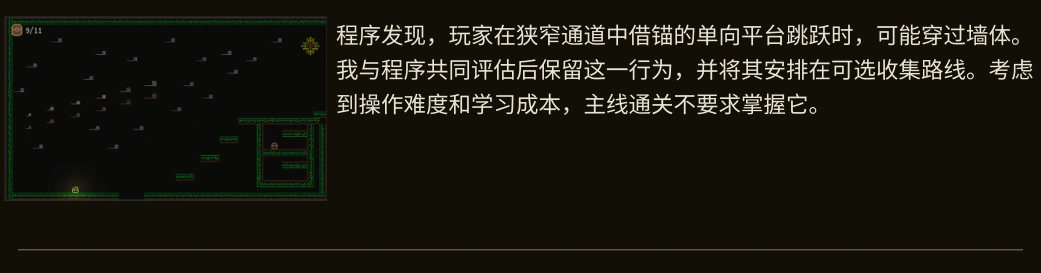 9/11
程序发现，玩家在狭窄通道中借锚的单向平台跳跃时，可能穿过墙体。
我与程序共同评估后保留这一行为，并将其安排在可选收集路线。考虑
到操作难度和学习成本，主线通关不要求掌握它。